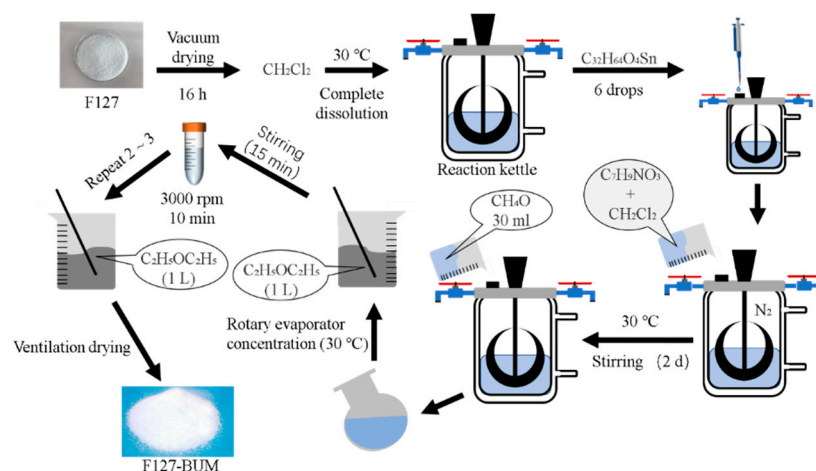 F127
Vacuum
drying
16 h
CH₂Cl₂
30 ℃
Complete
dissolution
Reaction kettle
C₃₂H₆₄O₄Sn
6 drops
C₇H₉NO₃
+
CH₂Cl₂
N₂
30 ℃
Stirring (2 d)
CH₄O
30 ml
Rotary evaporator
concentration (30 ℃)
C₂H₅OC₂H₅
(1 L)
Stirring
(15 min)
3000 rpm
10 min
Repeat 2 ~ 3
C₂H₅OC₂H₅
(1 L)
Ventilation drying
F127-BUM